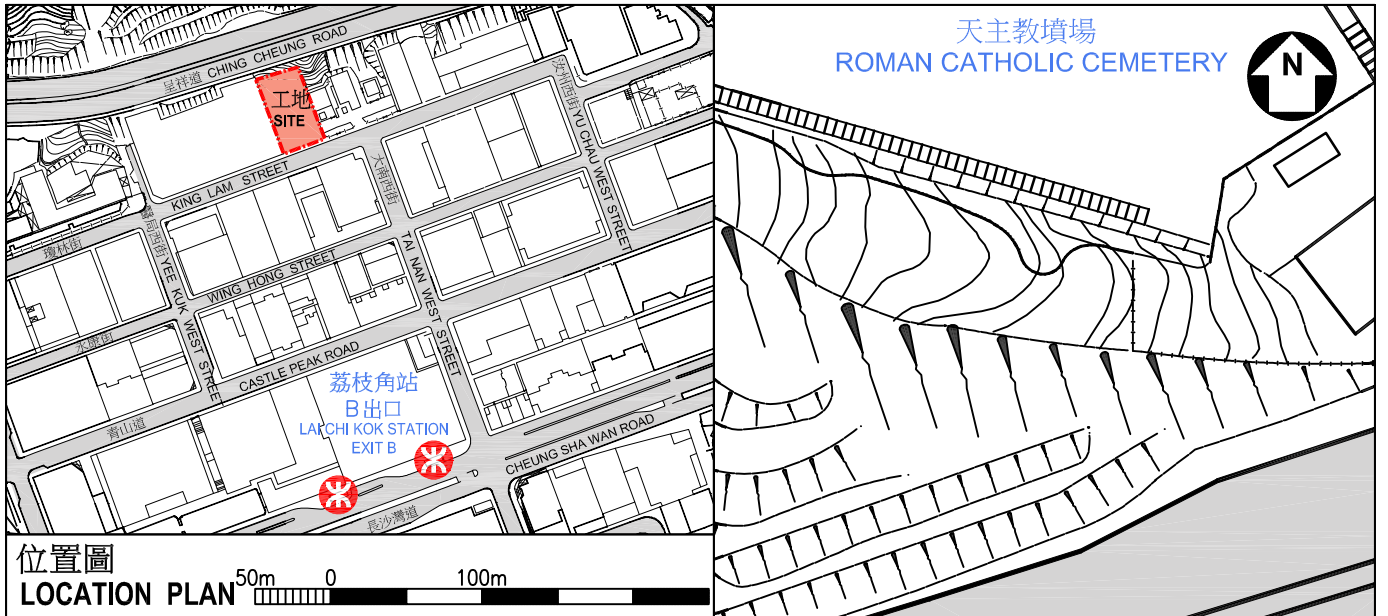 呈祥道 CHING CHEUNG ROAD
工地
SITE
汝州西街 YU CHAU WEST STREET
KING LAM STREET
瓊林街
大南西街
TAI NAN WEST STREET
醫局西街 YEE KUK WEST STREET
WING HONG STREET
永康街
CASTLE PEAK ROAD
青山道
荔枝角站
B出口
LAI CHI KOK STATION
EXIT B
CHEUNG SHA WAN ROAD
長沙灣道
P
位置圖
LOCATION PLAN
50m 0 100m
天主教墳場
ROMAN CATHOLIC CEMETERY
N